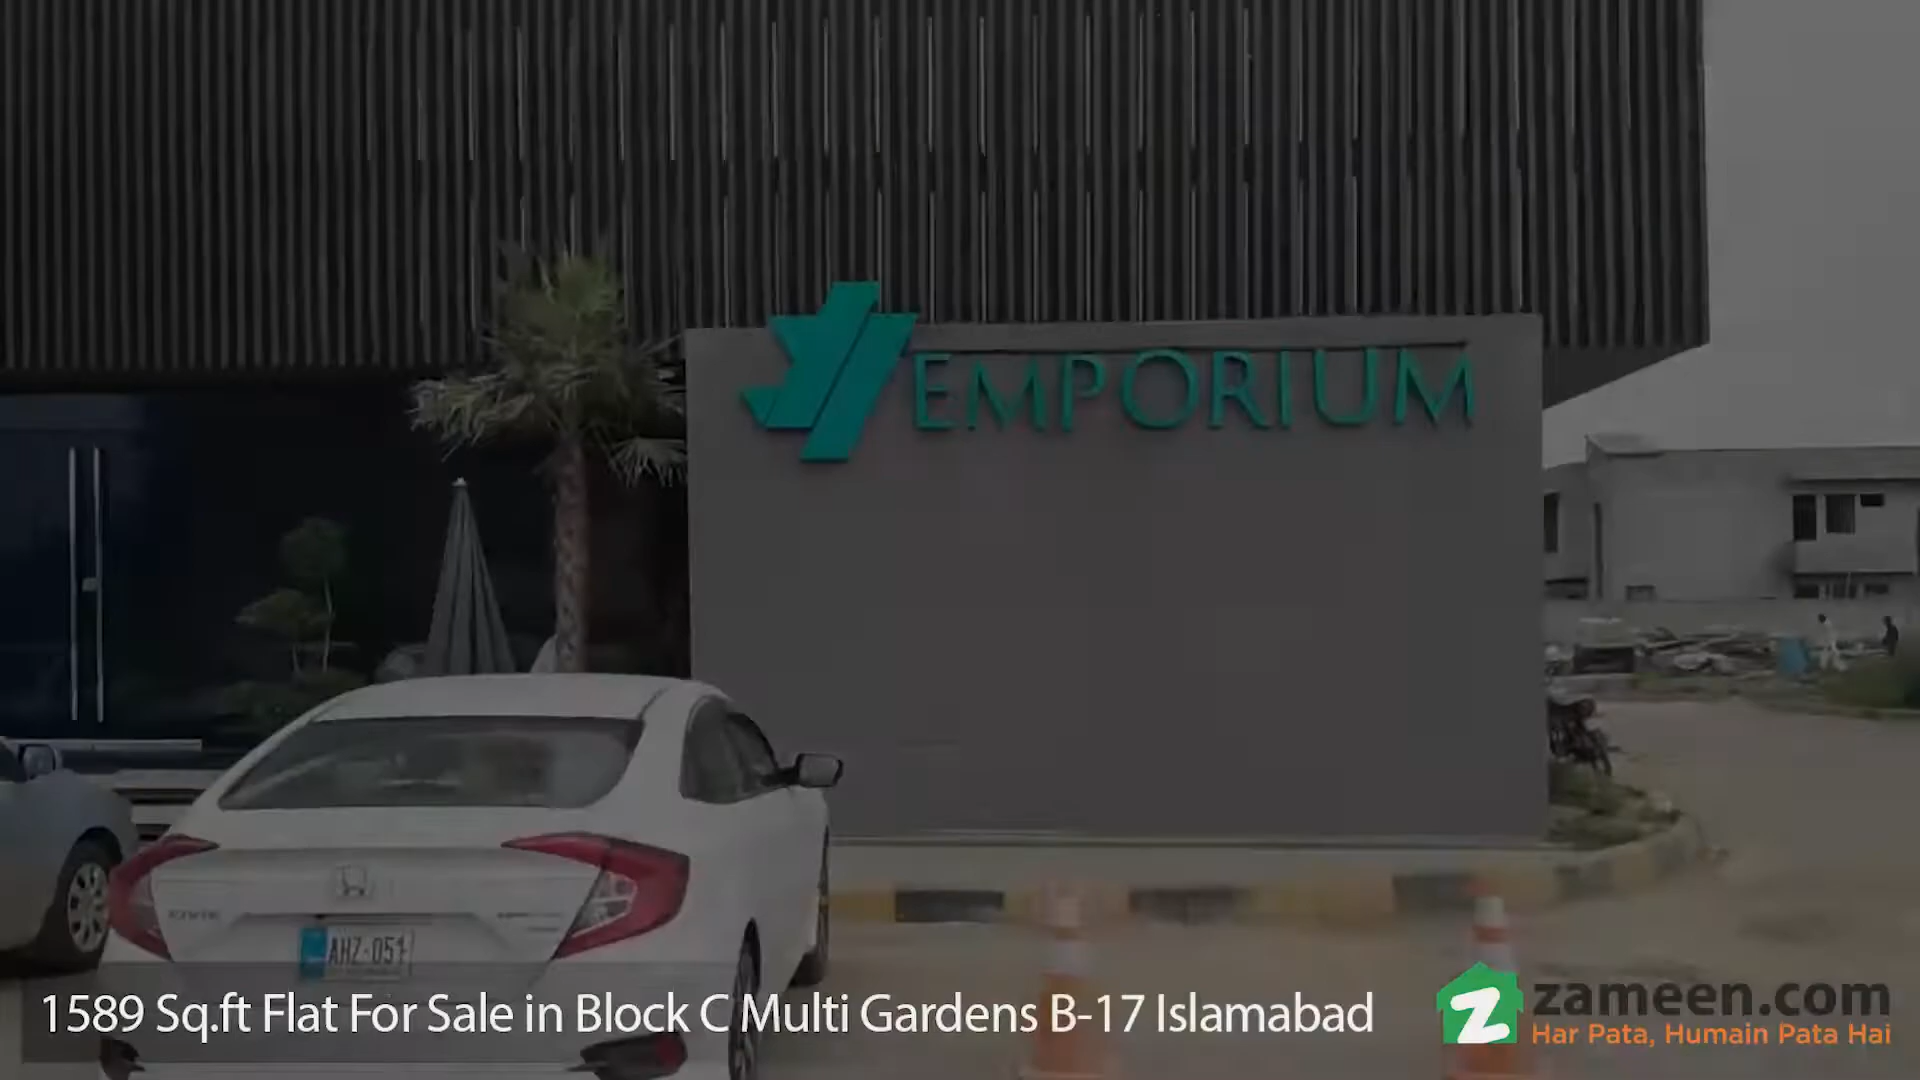 EMPORIUM
CIVIC
AHZ-051
1589 Sq.ft Flat For Sale in Block C Multi Gardens B-17 Islamabad
zameen.com
Har Pata, Humain Pata Hai